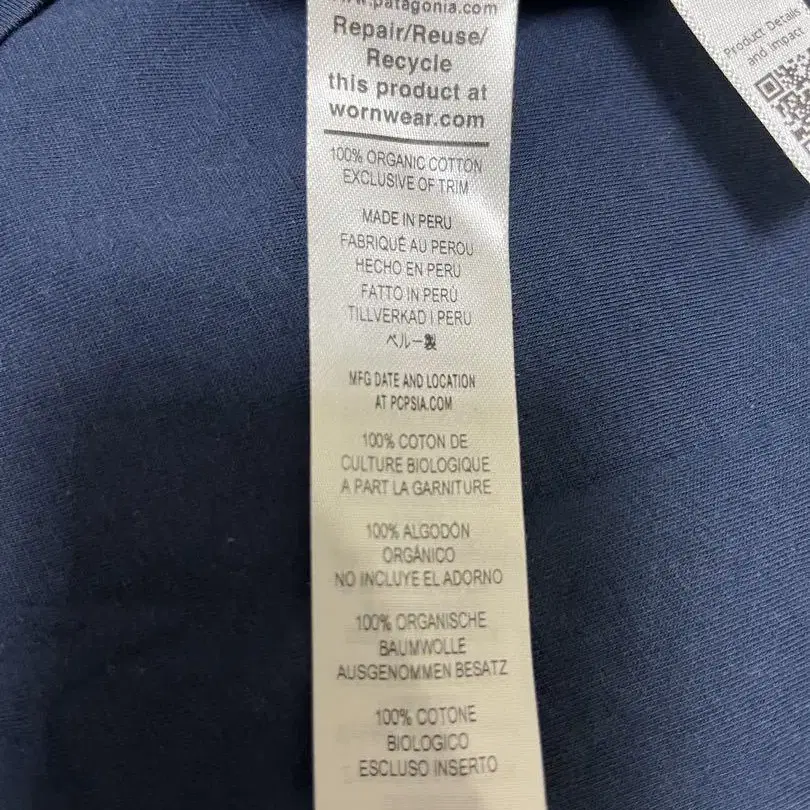 www.patagonia.com
Repair/Reuse/
Recycle
this product at
wornwear.com
100% ORGANIC COTTON
EXCLUSIVE OF TRIM
MADE IN PERU
FABRIQUÉ AU PEROU
HECHO EN PERU
FATTO IN PERÙ
TILLVERKAD I PERU
ペルー製
MFG DATE AND LOCATION
AT PCPSIA.COM
100% COTON DE
CULTURE BIOLOGIQUE
A PART LA GARNITURE
100% ALGODÓN
ORGÁNICO
NO INCLUYE EL ADORNO
100% ORGANISCHE
BAUMWOLLE
AUSGENOMMEN BESATZ
100% COTONE
BIOLOGICO
ESCLUSO INSERTO
Product Details
and Impact